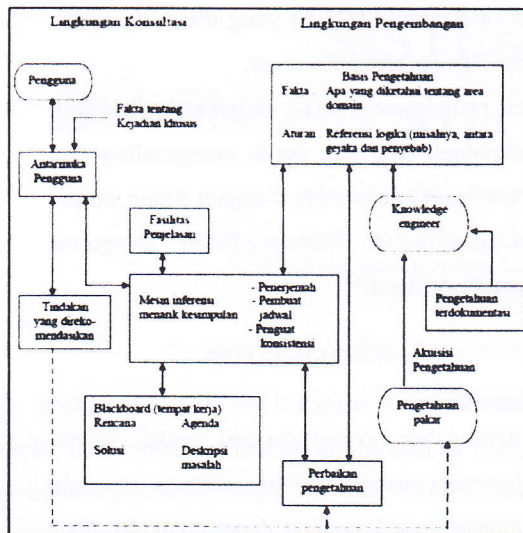 Lingkungan Konsultasi
Lingkungan Pengembangan
Pengguna
Fakta tentang
Kejadian khusus
Antarmuka
Pengguna
Basis Pengetahuan
Fakta Apa yang diketahui tentang area
domain
Aturan Referensi logika (misalnya, antara
gejala dan penyebab)
Fasilitas
Penjelasan
Knowledge
engineer
Tindakan
yang direko-
mendasikan
Mesin inferensi
menarik kesimpulan
- Penerjemah
- Pembuat
jadwal
- Penguat
konsistensi
Pengetahuan
terdokumentasi
Akuisisi
Pengetahuan
Blackboard (tempat kerja)
Rencana Agenda
Solusi Deskripsi
masalah
Pengetahuan
pakar
Perbaikan
pengetahuan